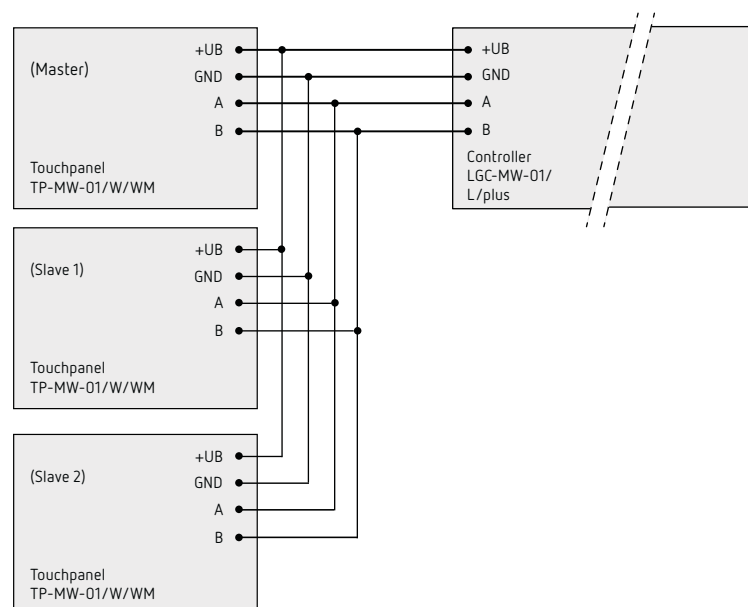 (Master)
+UB
GND
A
B
Touchpanel
TP-MW-01/W/WM
+UB
GND
A
B
Controller
LGC-MW-01/
L/plus
(Slave 1)
+UB
GND
A
B
Touchpanel
TP-MW-01/W/WM
(Slave 2)
+UB
GND
A
B
Touchpanel
TP-MW-01/W/WM